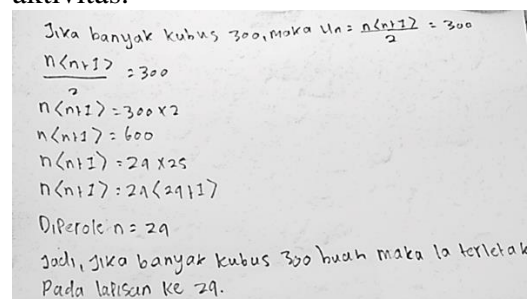 aktivitas.
Jika banyak kubus 300, maka Un = n(n+1)/2 = 300
n(n+1)/2 = 300
n(n+1) = 300 x 2
n(n+1) = 600
n(n+1) = 24 x 25
n(n+1) = 24(24+1)
Diperole n = 24
Jadi, Jika banyak kubus 300 buah maka Ia terletak
Pada lapisan ke 24.